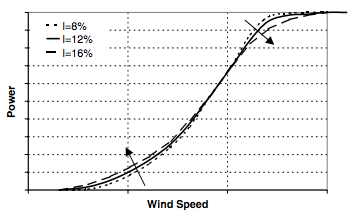 I=8%
I=12%
I=16%
Power
Wind Speed